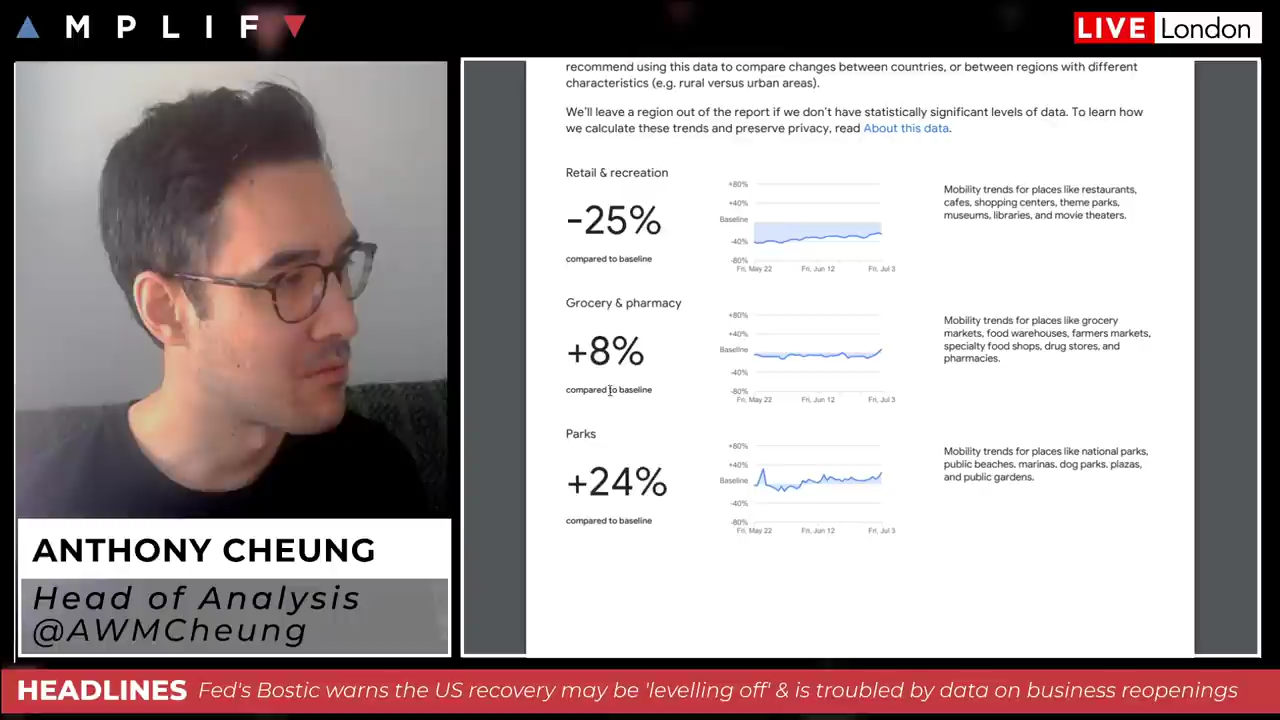 AMPLIFY
LIVE London
recommend using this data to compare changes between countries, or between regions with different
characteristics (e.g. rural versus urban areas).
We'll leave a region out of the report if we don't have statistically significant levels of data. To learn how
we calculate these trends and preserve privacy, read About this data.
Retail & recreation
-25%
compared to baseline
+80%
+40%
Baseline
-40%
-80%
Fri, May 22 Fri, Jun 12 Fri, Jul 3
Mobility trends for places like restaurants,
cafes, shopping centers, theme parks,
museums, libraries, and movie theaters.
Grocery & pharmacy
+8%
compared to baseline
+80%
+40%
Baseline
-40%
-80%
Fri, May 22 Fri, Jun 12 Fri, Jul 3
Mobility trends for places like grocery
markets, food warehouses, farmers markets,
specialty food shops, drug stores, and
pharmacies.
Parks
+24%
compared to baseline
+80%
+40%
Baseline
-40%
-80%
Fri, May 22 Fri, Jun 12 Fri, Jul 3
Mobility trends for places like national parks,
public beaches, marinas, dog parks, plazas,
and public gardens.
ANTHONY CHEUNG
Head of Analysis
@AWMCheung
HEADLINES Fed's Bostic warns the US recovery may be 'levelling off' & is troubled by data on business reopenings